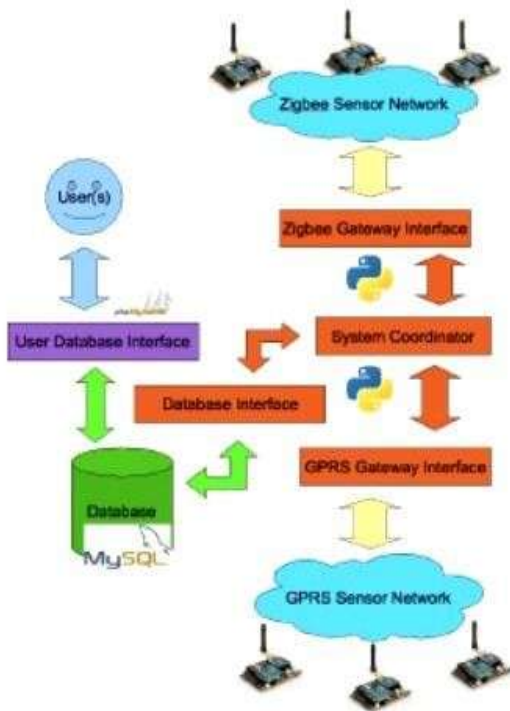 Zigbee Sensor Network
User(s)
Zigbee Gateway Interface
phpMyAdmin
User Database Interface
System Coordinator
Database Interface
GPRS Gateway Interface
Database
MySQL
GPRS Sensor Network